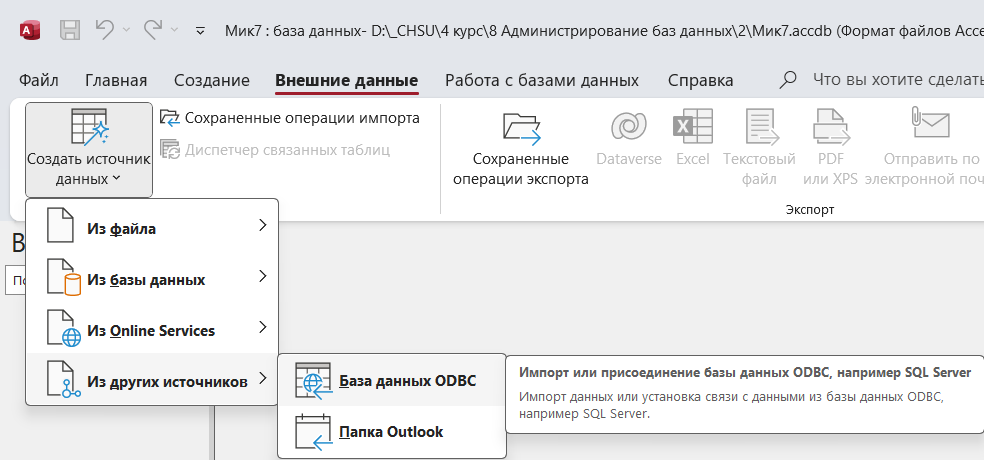 Мик7 : база данных- D:\_CHSU\4 курс\8 Администрирование баз данных\2\Мик7.accdb (Формат файлов Acce
Файл Главная Создание Внешние данные Работа с базами данных Справка Что вы хотите сделать
Создать источник данных
Сохраненные операции импорта
Диспетчер связанных таблиц
Сохраненные
операции экспорта
Dataverse
Excel
Текстовый
файл
PDF
или XPS
Отправить по
электронной поч
Экспорт
В
По
Из файла
Из базы данных
Из Online Services
Из других источников
База данных ODBC
Папка Outlook
Импорт или присоединение базы данных ODBC, например SQL Server
Импорт данных или установка связи с данными из базы данных ODBC,
например SQL Server.